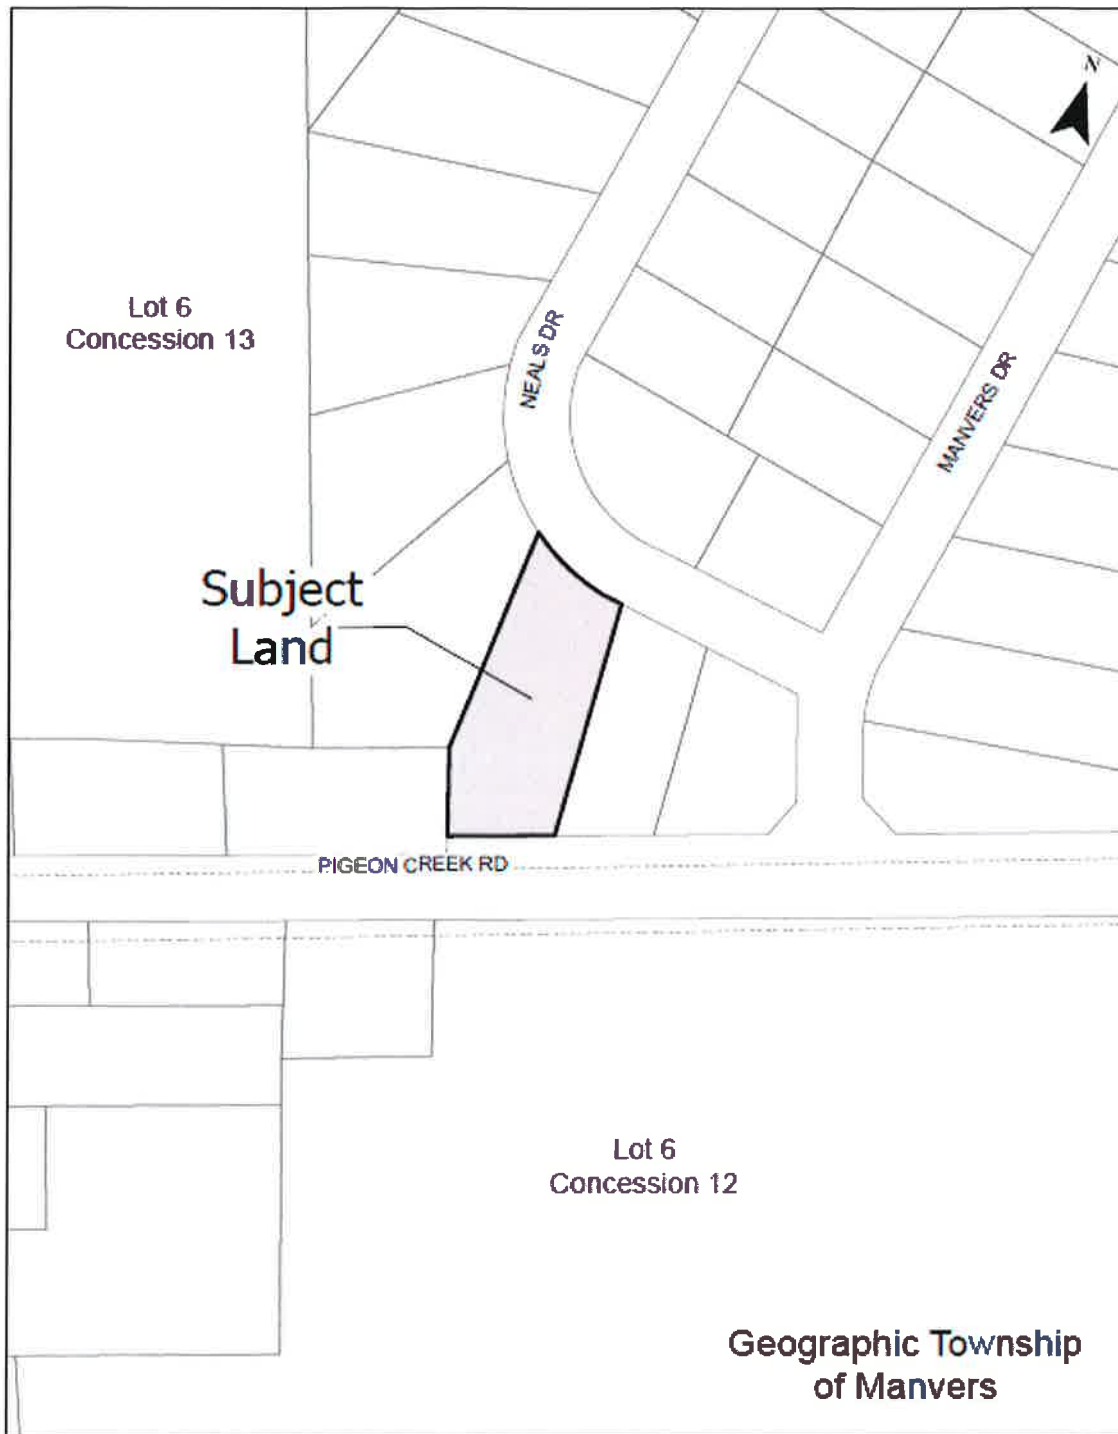 N
Lot 6
Concession 13
NEALS DR
MANVERS DR
Subject
Land
PIGEON CREEK RD
Lot 6
Concession 12
Geographic Township
of Manvers